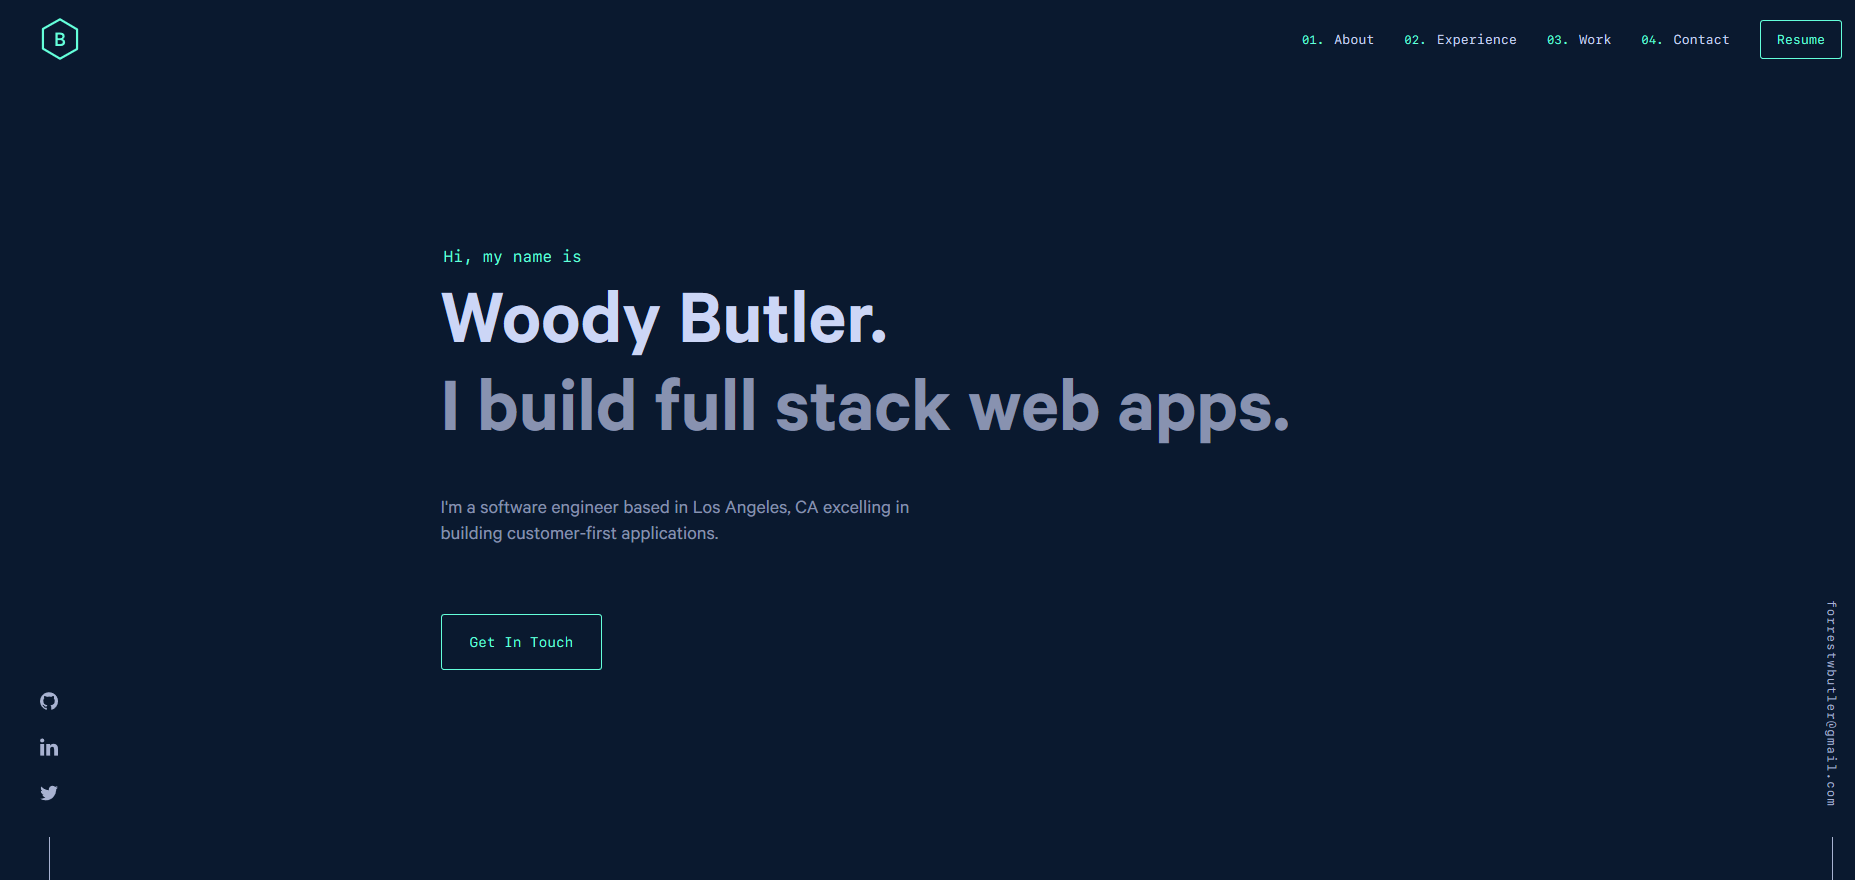 B
01. About 02. Experience 03. Work 04. Contact Resume
Hi, my name is
Woody Butler.
I build full stack web apps.
I'm a software engineer based in Los Angeles, CA excelling in
building customer-first applications.
Get In Touch
in
forrestwbutler@gmail.com